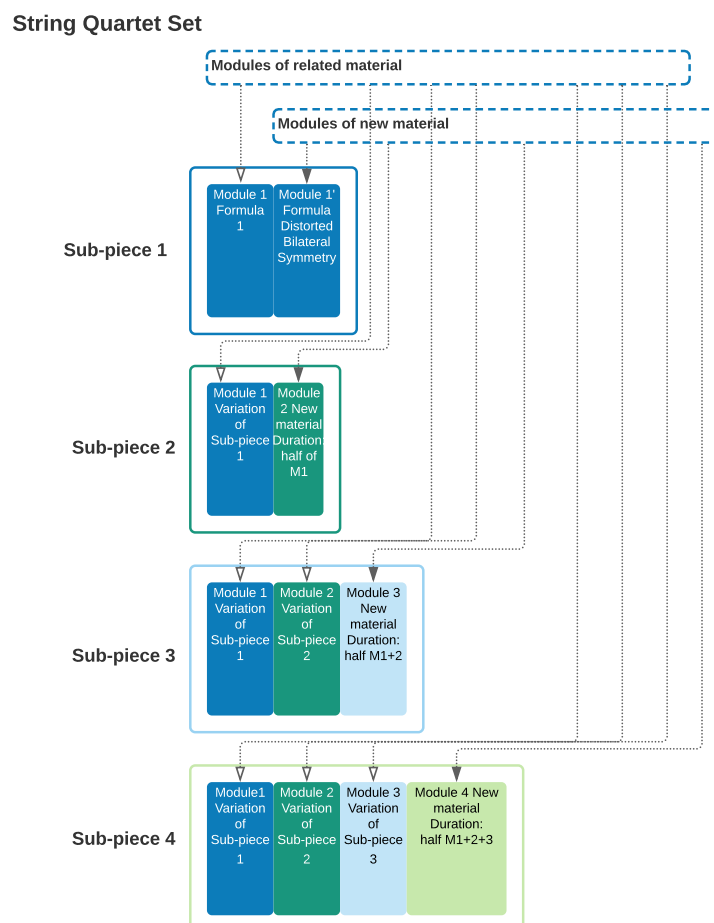 String Quartet Set
Modules of related material
Modules of new material
Sub-piece 1
Module 1
Formula
1
Module 1'
Formula
Distorted
Bilateral
Symmetry
Sub-piece 2
Module 1
Variation
of
Sub-piece
1
Module
2 New
material
Duration:
half of
M1
Sub-piece 3
Module 1
Variation
of
Sub-piece
1
Module 2
Variation
of
Sub-piece
2
Module 3
New
material
Duration:
half M1+2
Sub-piece 4
Module1
Variation
of
Sub-piece
1
Module 2
Variation
of
Sub-piece
2
Module 3
Variation
of
Sub-piece
3
Module 4 New
material
Duration:
half M1+2+3